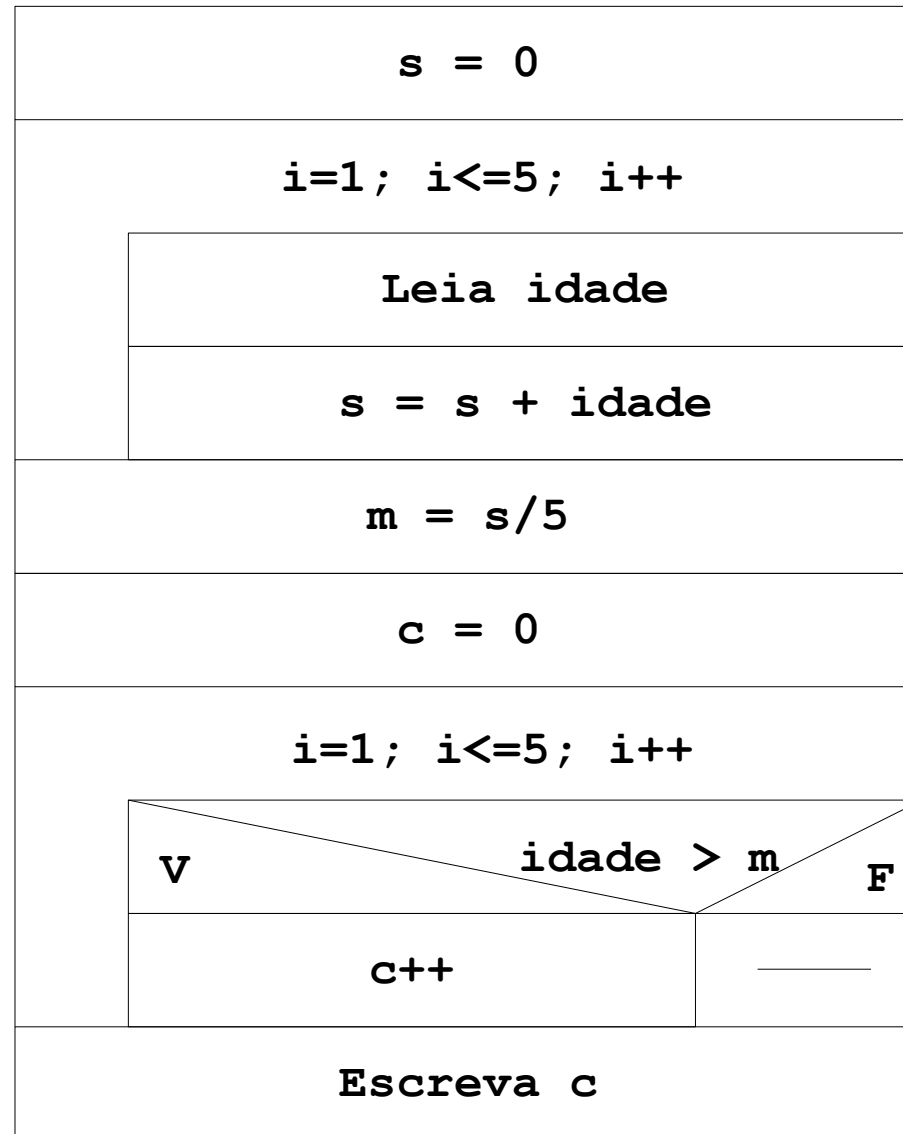 s = 0
i=1; i<=5; i++
Leia idade
s = s + idade
m = s/5
c = 0
i=1; i<=5; i++
idade > m
V
F
c++
Escreva c